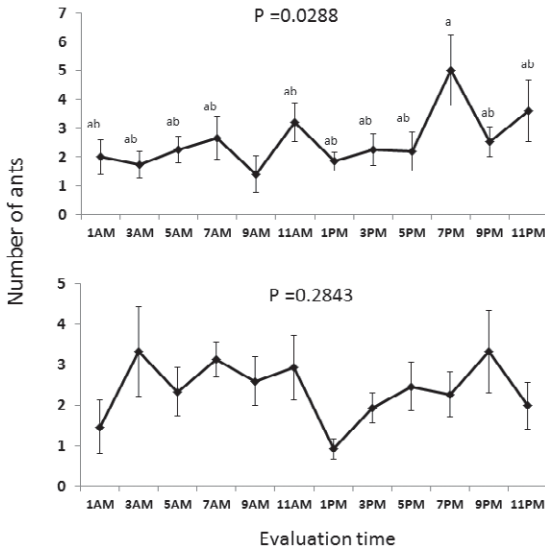 Number of ants
P =0.0288
7
6
5
4
3
2
1
0
ab
ab
ab
ab
ab
ab
ab
ab
a
ab
ab
1AM 3AM 5AM 7AM 9AM 11AM 1PM 3PM 5PM 7PM 9PM 11PM
P =0.2843
5
4
3
2
1
0
1AM 3AM 5AM 7AM 9AM 11AM 1PM 3PM 5PM 7PM 9PM 11PM
Evaluation time